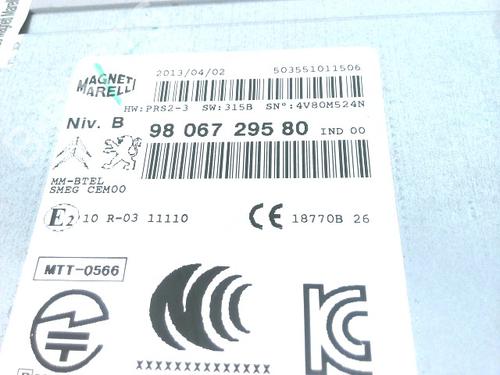 MAGNETI
MARELLI
2013/04/02 503551011506
HW:PRS2-3 SW:315B SN°:4V80M524N
Niv. B 98 067 295 80 IND 00
MM-BTEL
SMEG CEM00
E2 10 R-03 11110 CE 18770B 26
MTT-0566
XXXXXXXXXXXXXXXXX